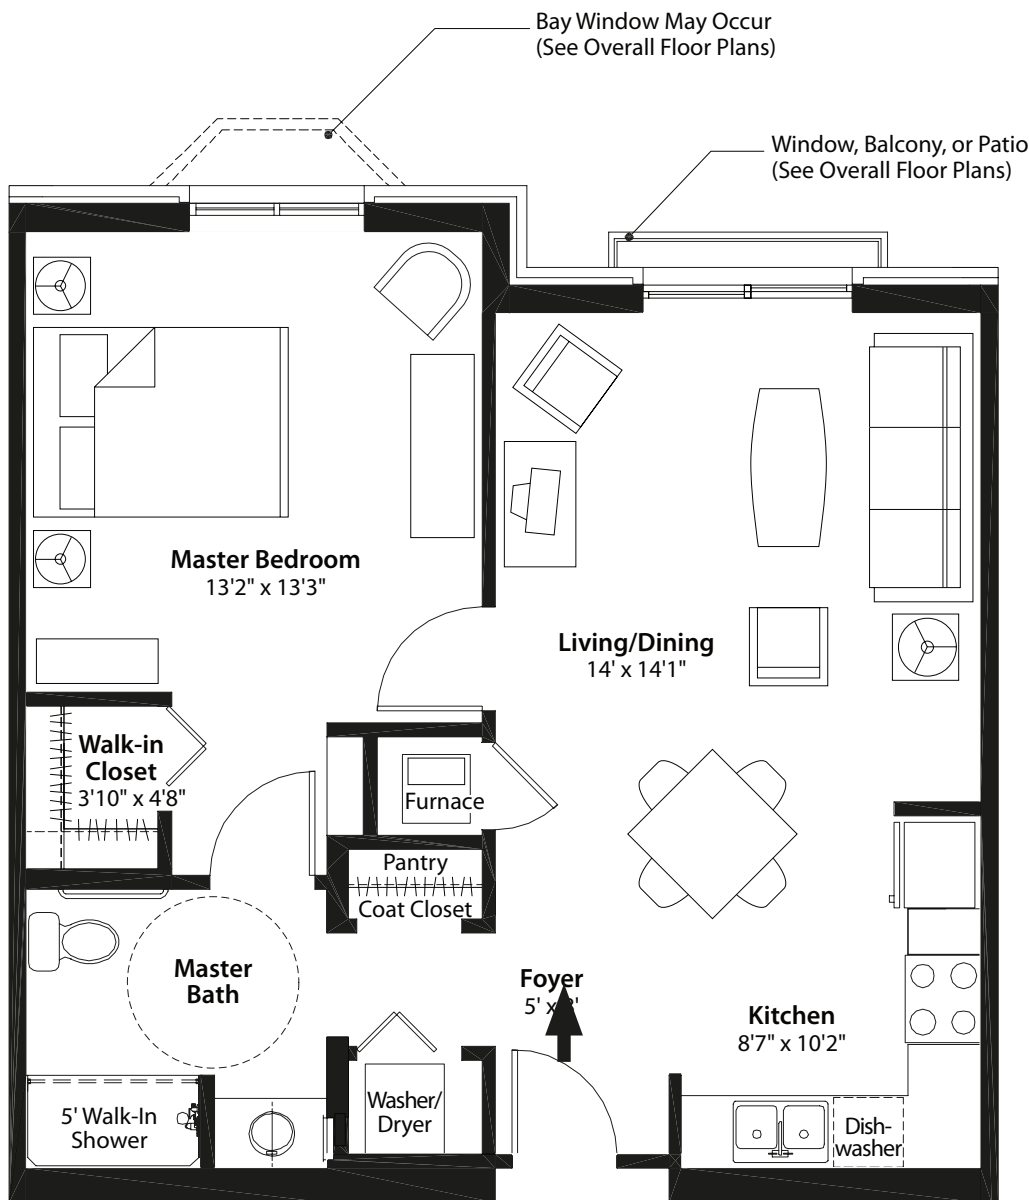 Bay Window May Occur
(See Overall Floor Plans)
Window, Balcony, or Patio
(See Overall Floor Plans)
Master Bedroom
13'2" x 13'3"
Living/Dining
14' x 14'1"
Walk-in
Closet
3'10" x 4'8"
Furnace
Pantry
Coat Closet
Master
Bath
Foyer
5' x
Kitchen
8'7" x 10'2"
Washer/
Dryer
5' Walk-In
Shower
Dish-
washer